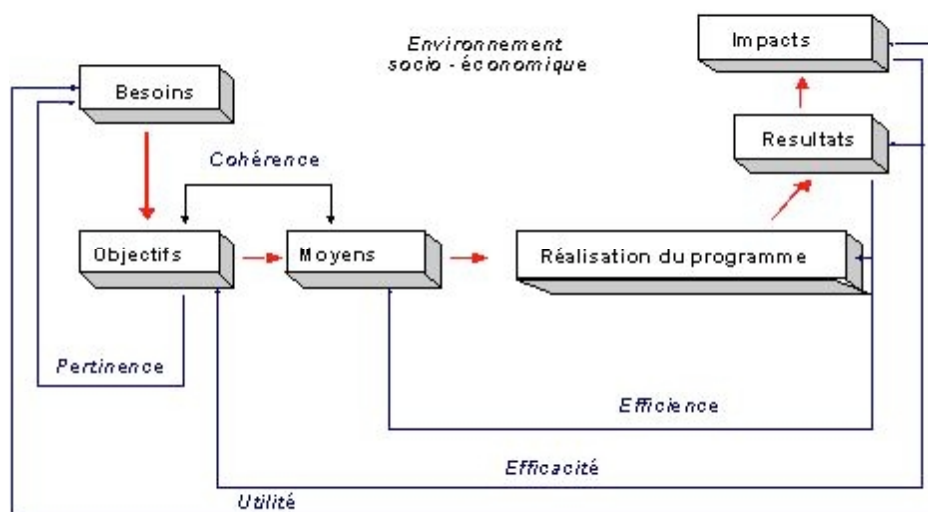 Environnement
socio - économique
Impacts
Besoins
Resultats
Cohérence
Objectifs
Moyens
Réalisation du programme
Pertinence
Efficience
Efficacité
Utilité